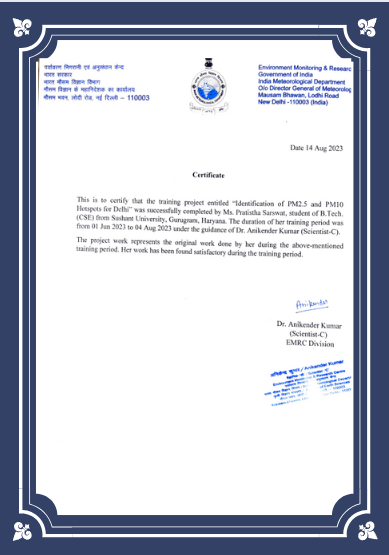 पर्यावरण निगरानी एवं अनुसंधान केन्द्र
भारत सरकार
भारत मौसम विज्ञान विभाग
मौसम विज्ञान के महानिदेशक का कार्यालय
मौसम भवन, लोदी रोड, नई दिल्ली – 110003
Environment Monitoring & Researc
Government of India
India Meteorological Department
O/o Director General of Meteorolog
Mausam Bhawan, Lodhi Road
New Delhi -110003 (India)
Date 14 Aug 2023
Certificate
This is to certify that the training project entitled “Identification of PM2.5 and PM10
Hotspots for Delhi” was successfully completed by Ms. Pratistha Sarswat, student of B.Tech.
(CSE) from Sushant University, Gurugram, Haryana. The duration of her training period was
from 01 Jun 2023 to 04 Aug 2023 under the guidance of Dr. Anikender Kumar (Scientist-C).
The project work represents the original work done by her during the above-mentioned
training period. Her work has been found satisfactory during the training period.
Anikender
Dr. Anikender Kumar
(Scientist-C)
EMRC Division
अनिकेन्द्र कुमार / Anikender Kumar